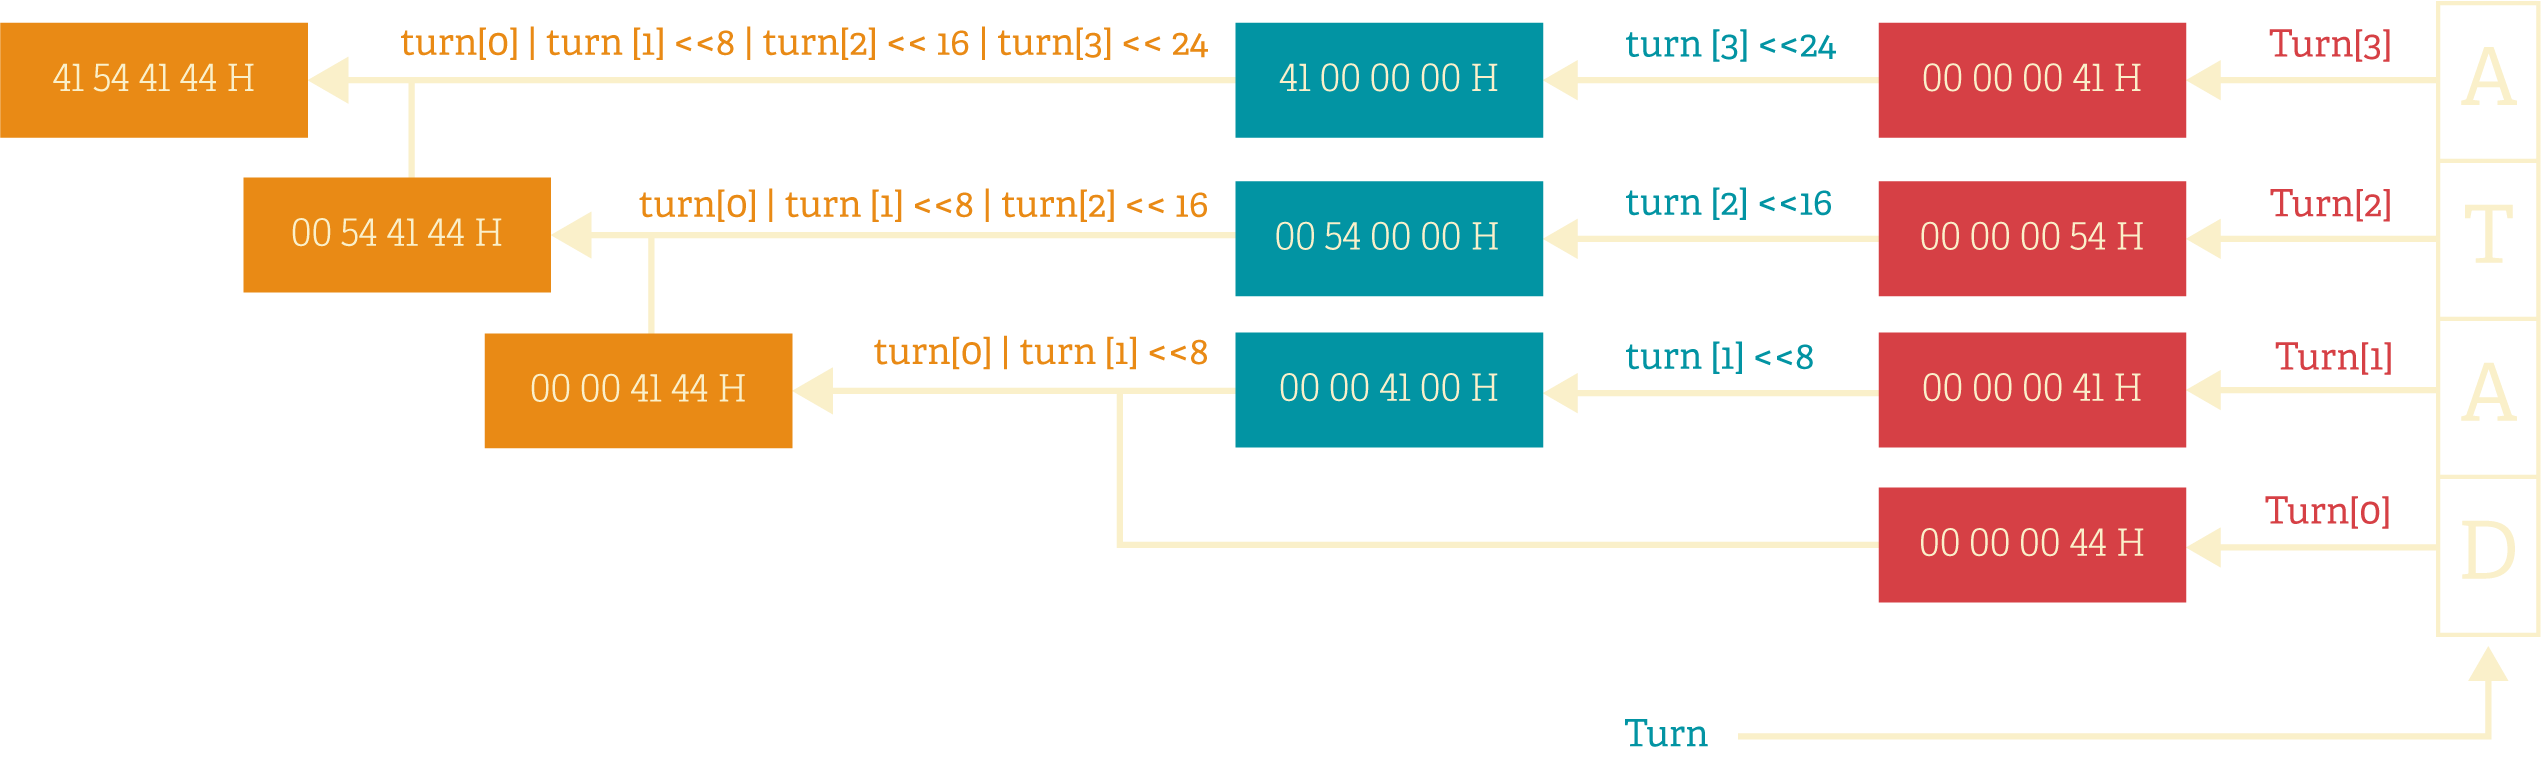 turn[0] | turn [1] <<8 | turn[2] << 16 | turn[3] << 24
turn [3] <<24
Turn[3]
41 54 41 44 H
41 00 00 00 H
00 00 00 41 H
A
turn[0] | turn [1] <<8 | turn[2] << 16
turn [2] <<16
Turn[2]
00 54 41 44 H
00 54 00 00 H
00 00 00 54 H
T
turn[0] | turn [1] <<8
turn [1] <<8
Turn[1]
00 00 41 44 H
00 00 41 00 H
00 00 00 41 H
A
Turn[0]
00 00 00 44 H
D
Turn